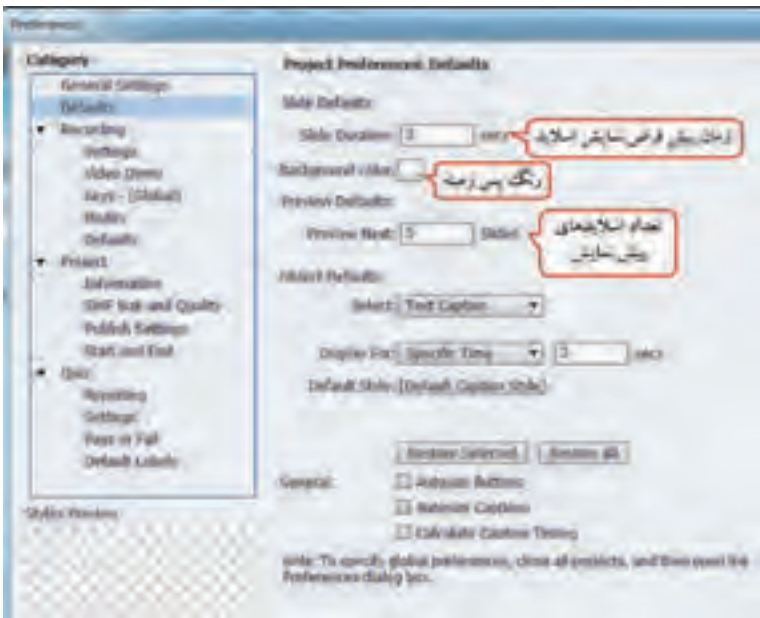 Preferences
Category
General Settings
Defaults
Recording
Settings
Video Demo
Keys - (Global)
Modes
Defaults
Project
Information
SWF Size and Quality
Publish Settings
Start and End
Quiz
Reporting
Settings
Pass or Fail
Default Labels
Styles Preview
Project Preferences: Defaults
Slide Defaults:
Slide Duration: 3 secs
زمان پیش فرض نمایش اسلاید
Background color:
رنگ پس زمینه
Preview Defaults:
Preview Next: 5 Slides
تعداد اسلایدهای
پیش نمایش
Object Defaults:
Select: Text Caption
Display For: Specific Time 3 secs
Default Style: [Default Caption Style]
Restore Selected Restore All
General: Autosize Buttons
Autosize Captions
Calculate Caption Timing
Note: To specify global preferences, close all projects, and then open the
Preferences dialog box.